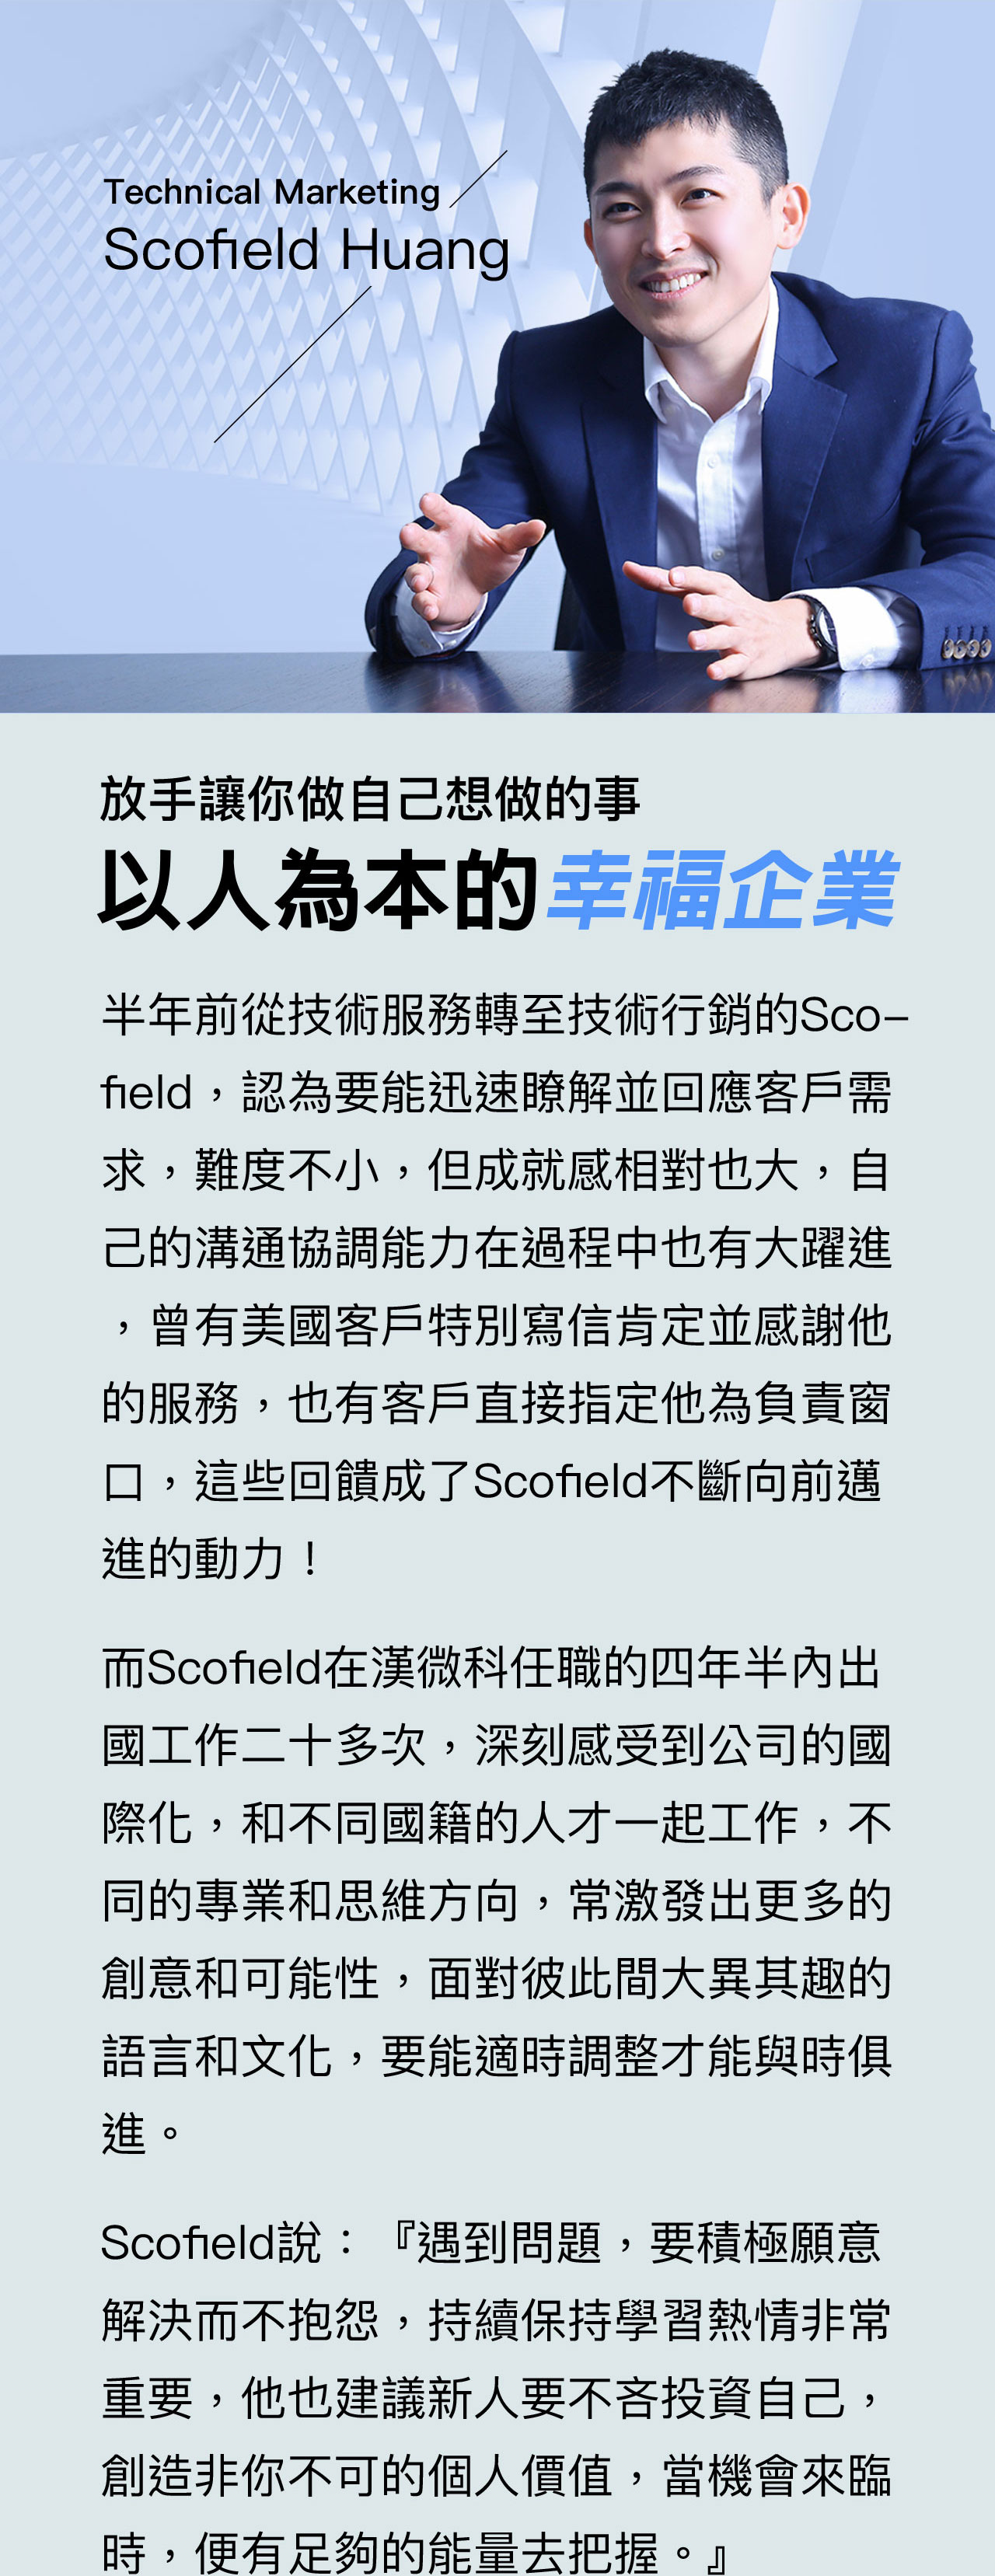 Technical Marketing
Scofield Huang
放手讓你做自己想做的事
以人為本的幸福企業
半年前從技術服務轉至技術行銷的Sco-
field，認為要能迅速瞭解並回應客戶需
求，難度不小，但成就感相對也大，自
己的溝通協調能力在過程中也有大躍進
，曾有美國客戶特別寫信肯定並感謝他
的服務，也有客戶直接指定他為負責窗
口，這些回饋成了Scofield不斷向前邁
進的動力！
而Scofield在漢微科任職的四年半內出
國工作二十多次，深刻感受到公司的國
際化，和不同國籍的人才一起工作，不
同的專業和思維方向，常激發出更多的
創意和可能性，面對彼此間大異其趣的
語言和文化，要能適時調整才能與時俱
進。
Scofield說：『遇到問題，要積極願意
解決而不抱怨，持續保持學習熱情非常
重要，他也建議新人要不吝投資自己，
創造非你不可的個人價值，當機會來臨
時，便有足夠的能量去把握。』